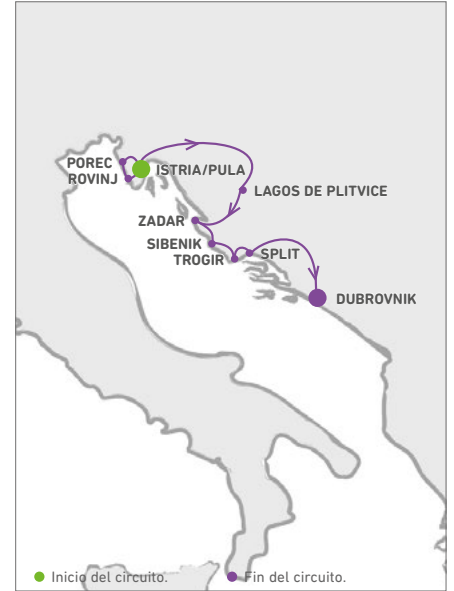 POREC
ROVINJ
ISTRIA/PULA
LAGOS DE PLITVICE
ZADAR
SIBENIK
TROGIR
SPLIT
DUBROVNIK
Inicio del circuito.
Fin del circuito.